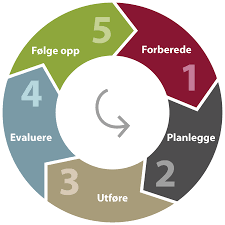 Forberede
1
Planlegge
2
Utføre
3
Evaluere
4
Følge opp
5